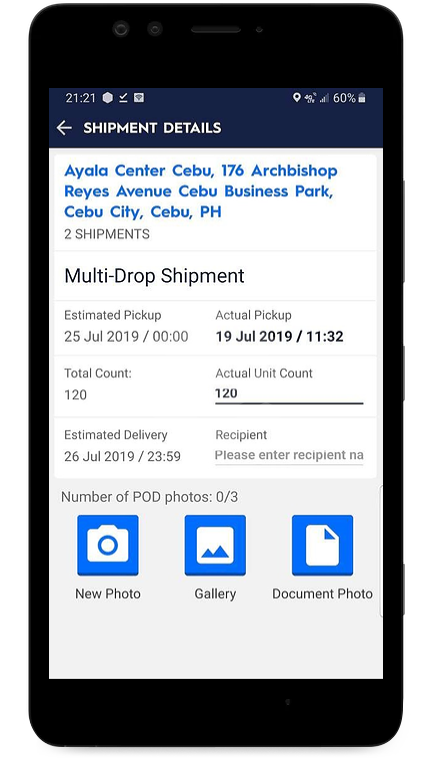 21:21 60%
SHIPMENT DETAILS
Ayala Center Cebu, 176 Archbishop
Reyes Avenue Cebu Business Park,
Cebu City, Cebu, PH
2 SHIPMENTS
Multi-Drop Shipment
Estimated Pickup Actual Pickup
25 Jul 2019 / 00:00 19 Jul 2019 / 11:32
Total Count: Actual Unit Count
120 120
Estimated Delivery Recipient
26 Jul 2019 / 23:59 Please enter recipient na
Number of POD photos: 0/3
New Photo Gallery Document Photo